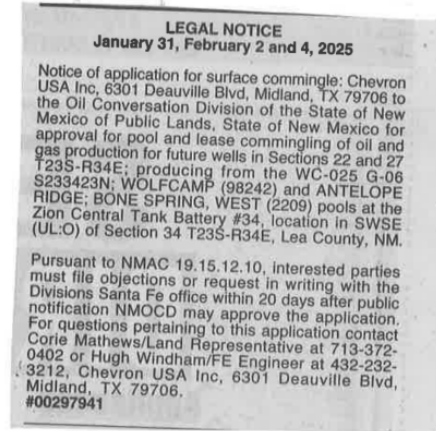 LEGAL NOTICE
January 31, February 2 and 4, 2025
Notice of application for surface commingle: Chevron
USA Inc, 6301 Deauville Blvd, Midland, TX 79706 to
the Oil Conversation Division of the State of New
Mexico of Public Lands, State of New Mexico for
approval for pool and lease commingling of oil and
gas production for future wells in Sections 22 and 27
T23S-R34E; producing from the WC-025 G-06
S233423N; WOLFCAMP (98242) and ANTELOPE
RIDGE; BONE SPRING, WEST (2209) pools at the
Zion Central Tank Battery #34, location in SWSE
(UL:O) of Section 34 T23S-R34E, Lea County, NM.
Pursuant to NMAC 19.15.12.10, interested parties
must file objections or request in writing with the
Divisions Santa Fe office within 20 days after public
notification NMOCD may approve the application.
For questions pertaining to this application contact
Corie Mathews/Land Representative at 713-372-
0402 or Hugh Windham/FE Engineer at 432-232-
3212, Chevron USA Inc, 6301 Deauville Blvd,
Midland, TX 79706.
#00297941